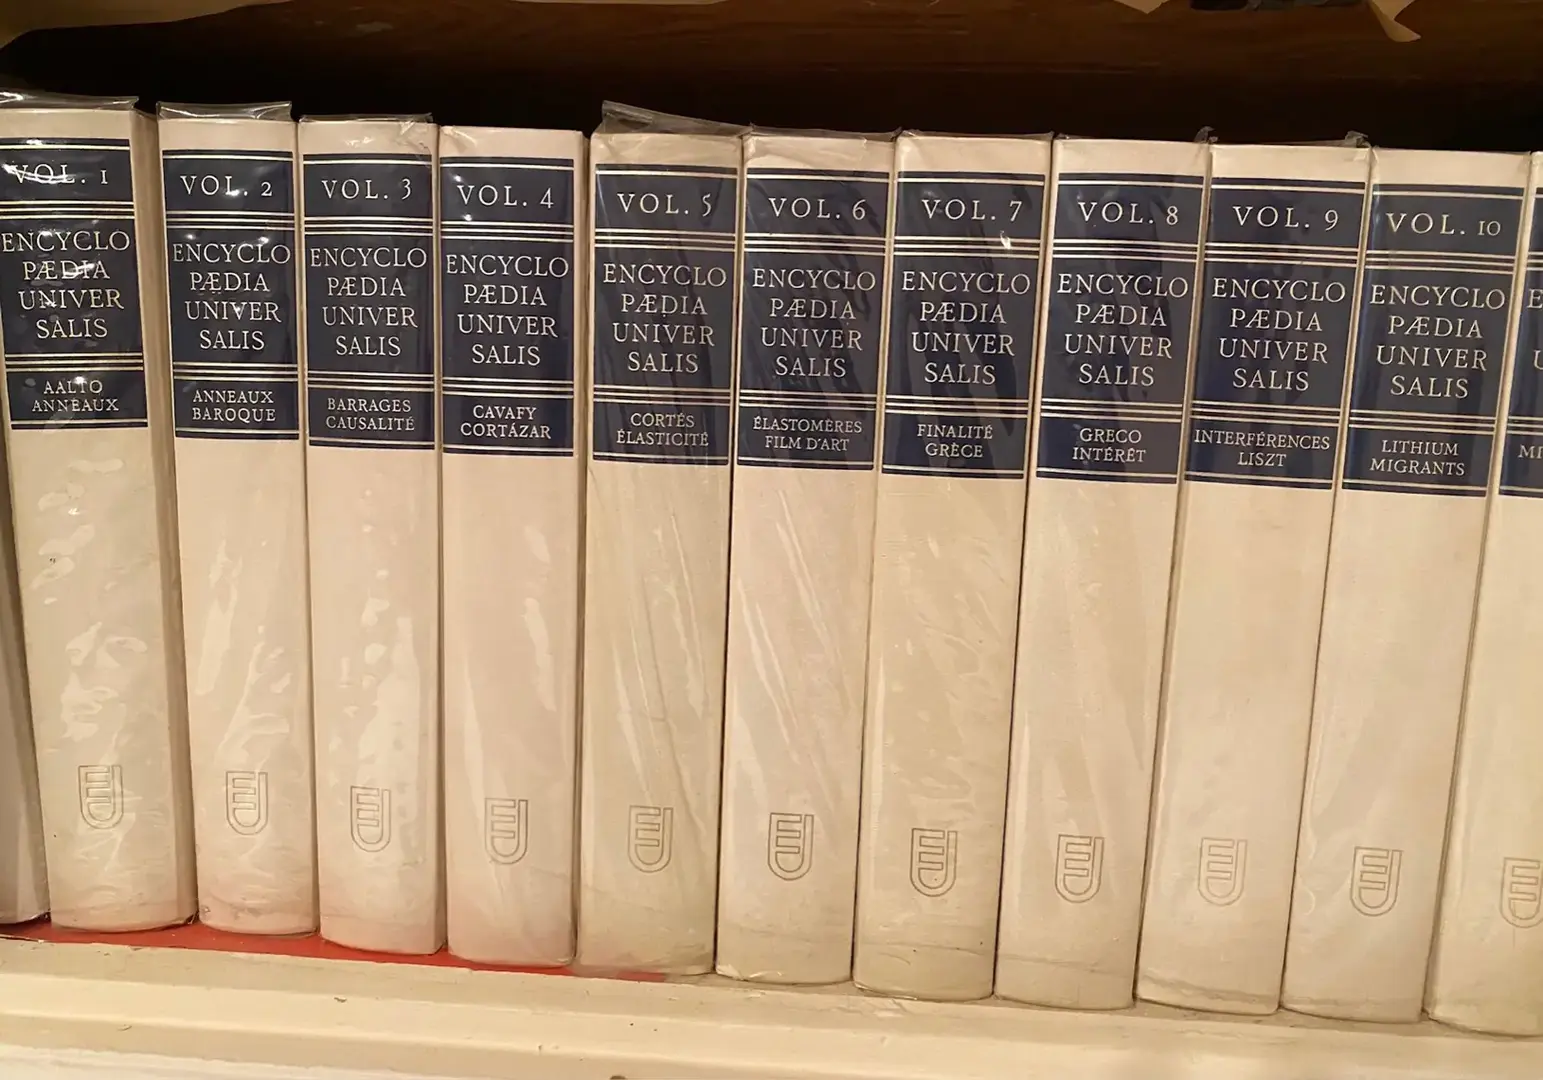 VOL. 1
ENCYCLO
PÆDIA
UNIVER
SALIS
AALTO
ANNEAUX
VOL. 2
ENCYCLO
PÆDIA
UNIVER
SALIS
ANNEAUX
BAROQUE
VOL. 3
ENCYCLO
PÆDIA
UNIVER
SALIS
BARRAGES
CAUSALITÉ
VOL. 4
ENCYCLO
PÆDIA
UNIVER
SALIS
CAVAFY
CORTÁZAR
VOL. 5
ENCYCLO
PÆDIA
UNIVER
SALIS
CORTÉS
ÉLASTICITÉ
VOL. 6
ENCYCLO
PÆDIA
UNIVER
SALIS
ÉLASTOMÈRES
FILM D'ART
VOL. 7
ENCYCLO
PÆDIA
UNIVER
SALIS
FINALITÉ
GRÈCE
VOL. 8
ENCYCLO
PÆDIA
UNIVER
SALIS
GRECO
INTÉRÊT
VOL. 9
ENCYCLO
PÆDIA
UNIVER
SALIS
INTERFÉRENCES
LISZT
VOL. 10
ENCYCLO
PÆDIA
UNIVER
SALIS
LITHIUM
MIGRANTS